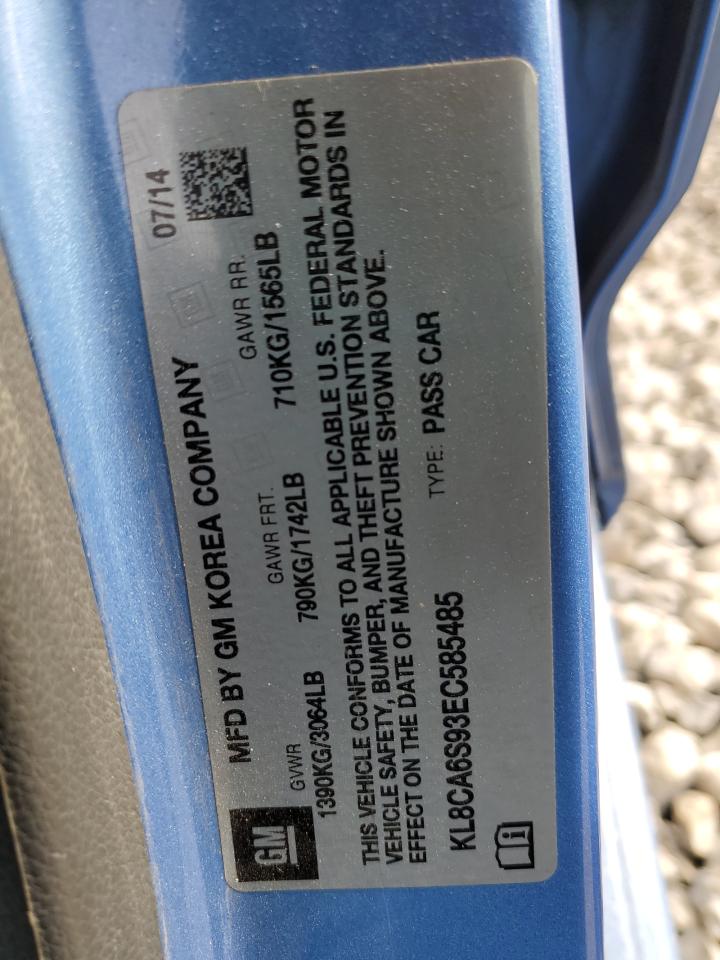 MFD BY GM KOREA COMPANY 07/14
GM
GVWR GAWR FRT. GAWR RR.
1390KG/3064LB 790KG/1742LB 710KG/1565LB
THIS VEHICLE CONFORMS TO ALL APPLICABLE U.S. FEDERAL MOTOR
VEHICLE SAFETY, BUMPER, AND THEFT PREVENTION STANDARDS IN
EFFECT ON THE DATE OF MANUFACTURE SHOWN ABOVE.
KL8CA6S93EC585485 TYPE: PASS CAR